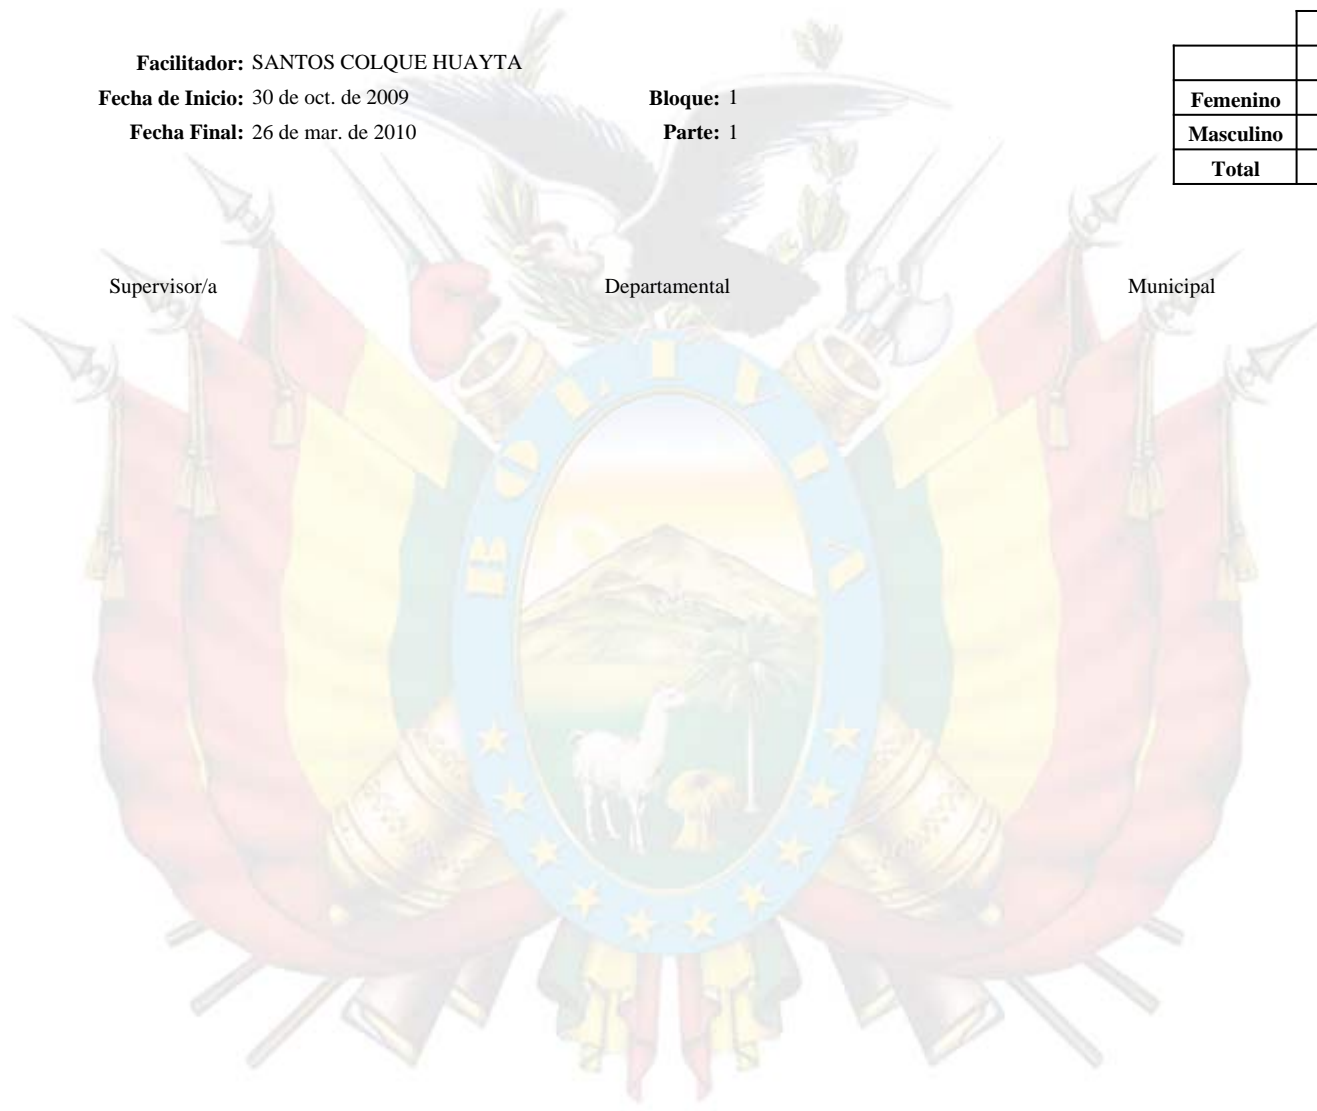 Facilitador: SANTOS COLQUE HUAYTA
Fecha de Inicio: 30 de oct. de 2009 Bloque: 1
Fecha Final: 26 de mar. de 2010 Parte: 1
Femenino
Masculino
Total
Supervisor/a Departamental Municipal
BOLIVIA